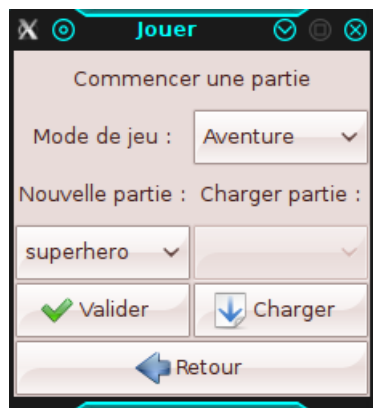 Jouer
Commencer une partie
Mode de jeu : Aventure
Nouvelle partie : Charger partie :
superhero
Valider Charger
Retour